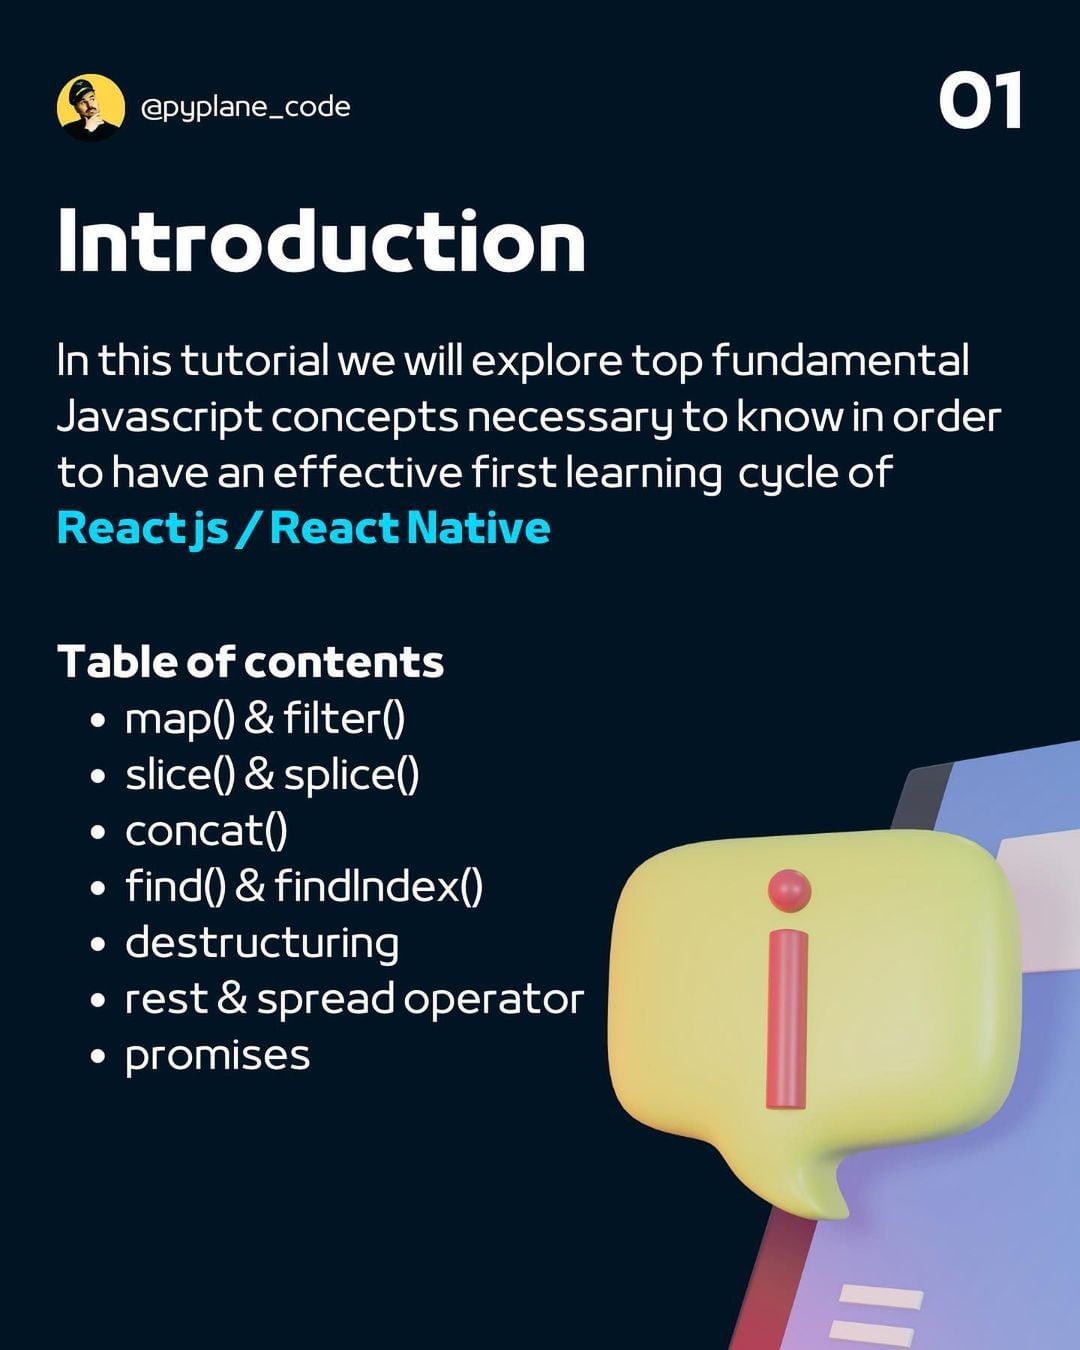 @pyplane_code
01
Introduction
In this tutorial we will explore top fundamental
Javascript concepts necessary to know in order
to have an effective first learning cycle of
React js / React Native
Table of contents
• map() & filter()
• slice() & splice()
• concat()
• find() & findIndex()
• destructuring
• rest & spread operator
• promises
i